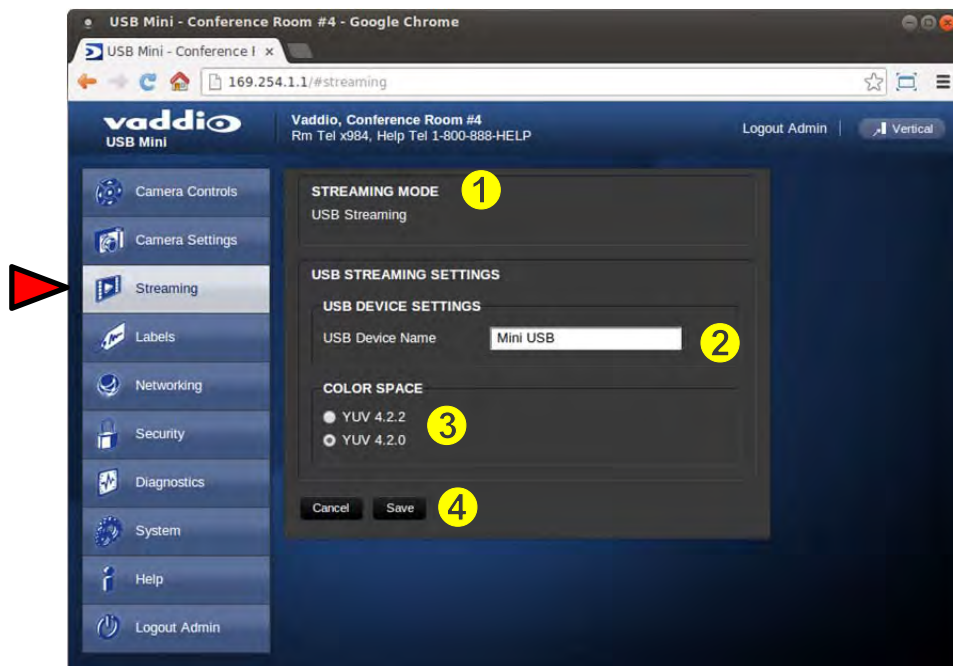 USB Mini - Conference Room #4 - Google Chrome
USB Mini - Conference R ×
169.254.1.1/#streaming
vaddio
USB Mini
Vaddio, Conference Room #4
Rm Tel x984, Help Tel 1-800-888-HELP
Logout Admin
Vertical
Camera Controls
Camera Settings
Streaming
Labels
Networking
Security
Diagnostics
System
Help
Logout Admin
STREAMING MODE
1
USB Streaming
USB STREAMING SETTINGS
USB DEVICE SETTINGS
USB Device Name
Mini USB
2
COLOR SPACE
YUV 4.2.2
YUV 4.2.0
3
Cancel
Save
4